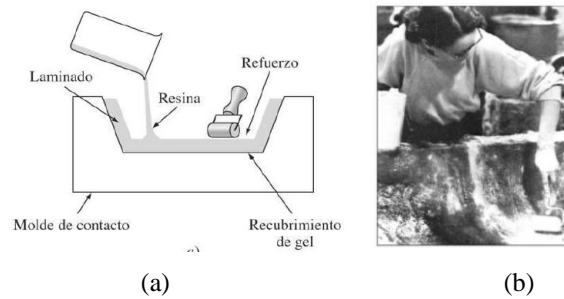 Laminado
Resina
Refuerzo
Molde de contacto
Recubrimiento
de gel
(a)
(b)